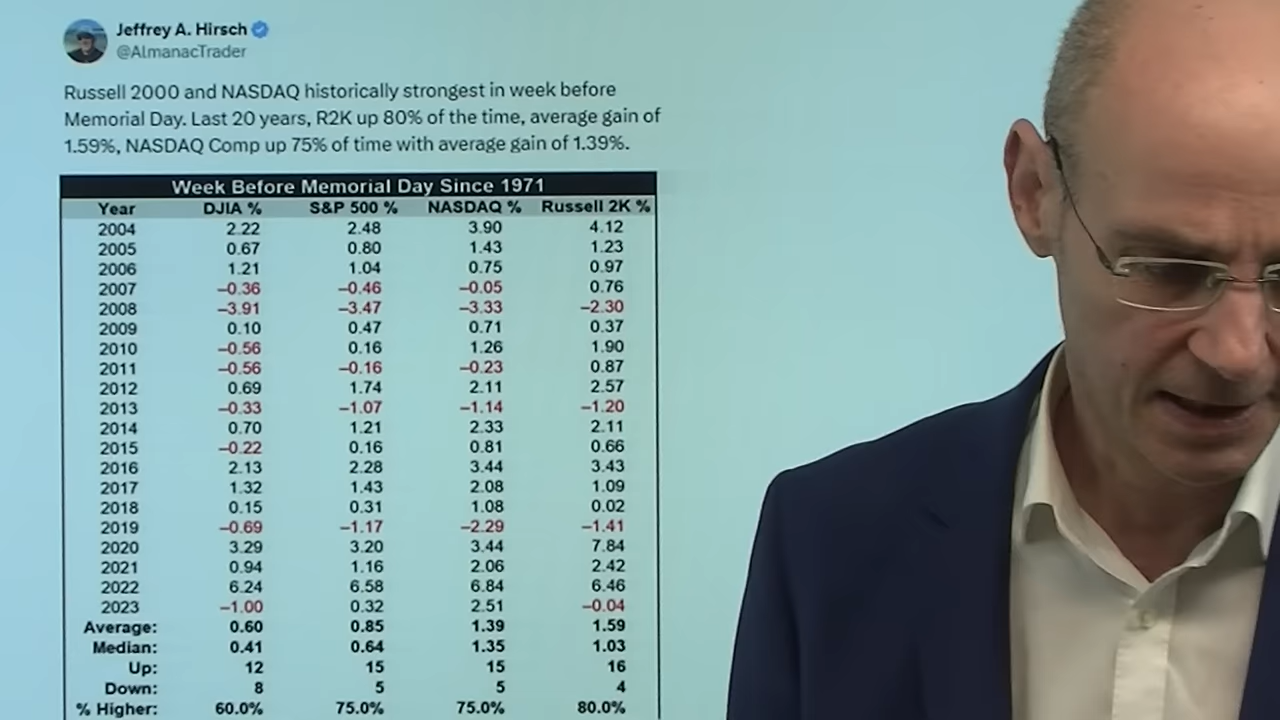 Jeffrey A. Hirsch
@AlmanacTrader
Russell 2000 and NASDAQ historically strongest in week before
Memorial Day. Last 20 years, R2K up 80% of the time, average gain of
1.59%, NASDAQ Comp up 75% of time with average gain of 1.39%.
Week Before Memorial Day Since 1971
Year DJIA % S&P 500 % NASDAQ % Russell 2K %
2004 2.22 2.48 3.90 4.12
2005 0.67 0.80 1.43 1.23
2006 1.21 1.04 0.75 0.97
2007 –0.36 –0.46 –0.05 0.76
2008 –3.91 –3.47 –3.33 –2.30
2009 0.10 0.47 0.71 0.37
2010 –0.56 0.16 1.26 1.90
2011 –0.56 –0.16 –0.23 0.87
2012 0.69 1.74 2.11 2.57
2013 –0.33 –1.07 –1.14 –1.20
2014 0.70 1.21 2.33 2.11
2015 –0.22 0.16 0.81 0.66
2016 2.13 2.28 3.44 3.43
2017 1.32 1.43 2.08 1.09
2018 0.15 0.31 1.08 0.02
2019 –0.69 –1.17 –2.29 –1.41
2020 3.29 3.20 3.44 7.84
2021 0.94 1.16 2.06 2.42
2022 6.24 6.58 6.84 6.46
2023 –1.00 0.32 2.51 –0.04
Average: 0.60 0.85 1.39 1.59
Median: 0.41 0.64 1.35 1.03
Up: 12 15 15 16
Down: 8 5 5 4
% Higher: 60.0% 75.0% 75.0% 80.0%